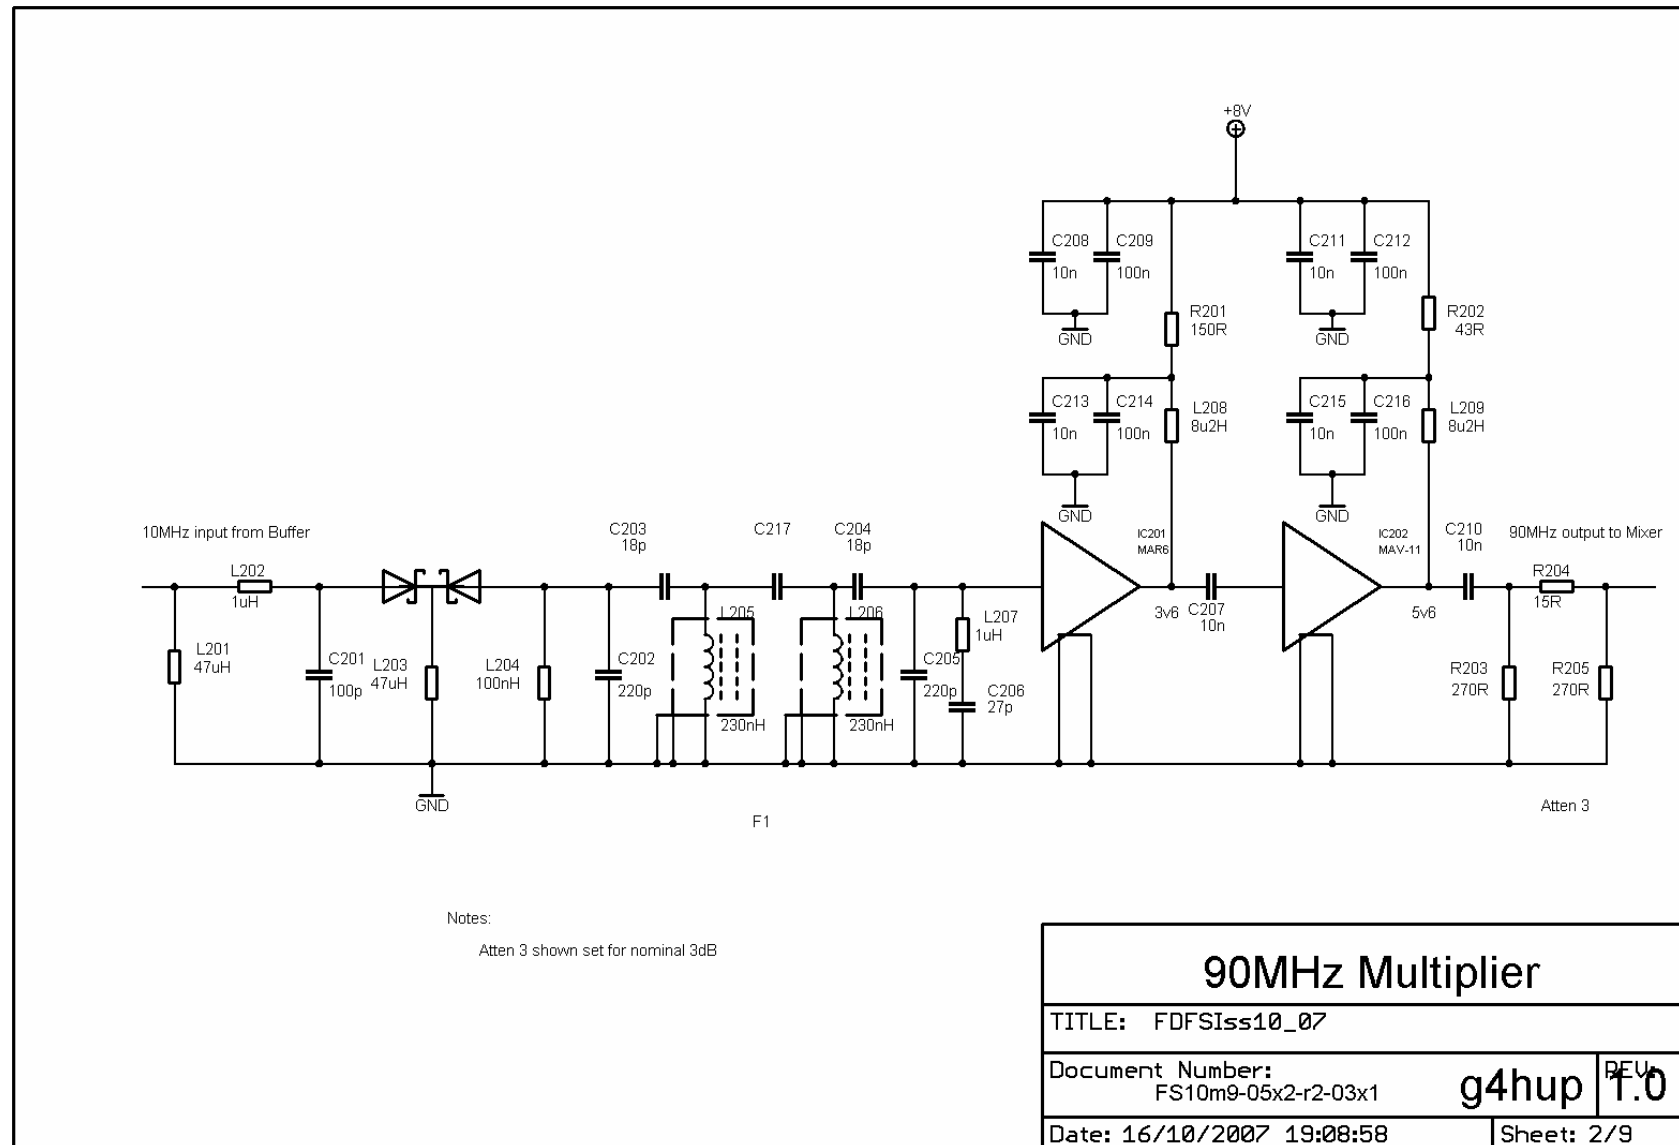 +8V
C208
10n
C209
100n
C211
10n
C212
100n
GND
GND
R201
150R
R202
43R
C213
10n
C214
100n
L208
8u2H
C215
10n
C216
100n
L209
8u2H
GND
GND
10MHz input from Buffer
L202
1uH
C203
18p
C217
C204
18p
IC201
MAR6
IC202
MAV-11
C210
10n
90MHz output to Mixer
R204
15R
3v6
C207
10n
5v6
L201
47uH
C201
100p
L203
47uH
L204
100nH
C202
220p
L205
230nH
L206
230nH
C205
220p
L207
1uH
C206
27p
R203
270R
R205
270R
GND
F1
Atten 3
Notes:
Atten 3 shown set for nominal 3dB
90MHz Multiplier
TITLE: FDFSIss10_07
Document Number:
FS10m9-05x2-r2-03x1
g4hup
REV:
1.0
Date: 16/10/2007 19:08:58
Sheet: 2/9